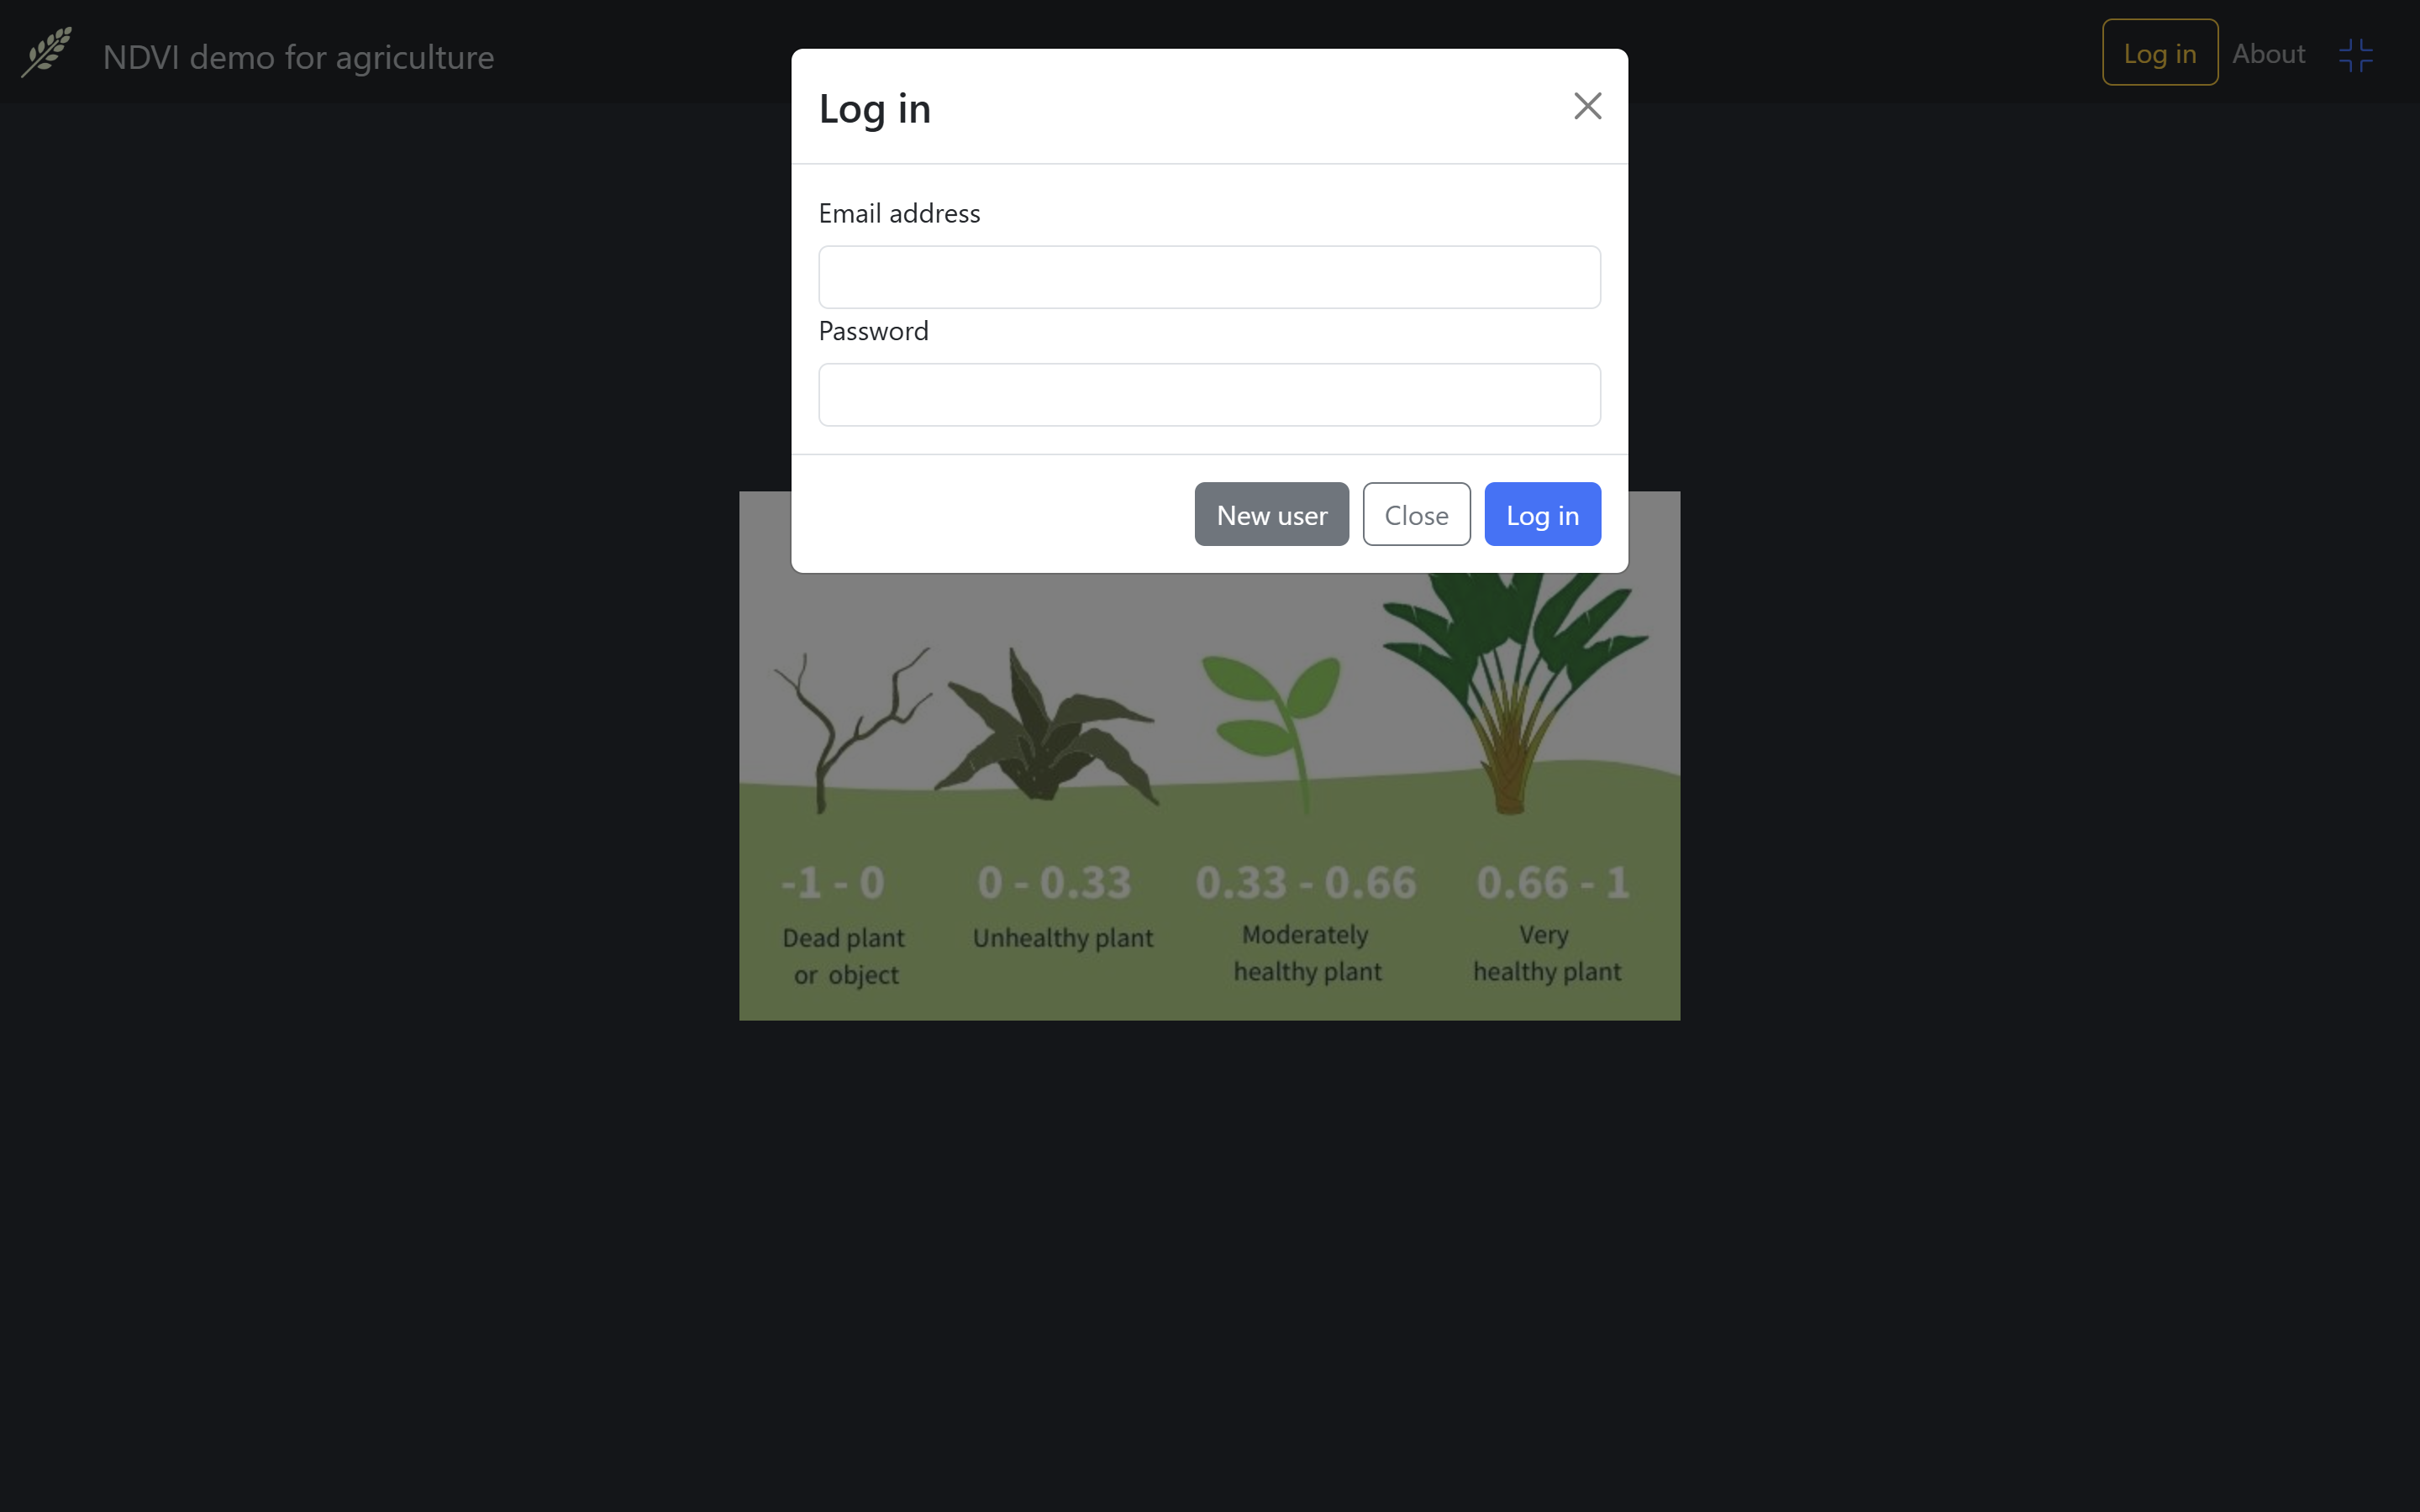 NDVI demo for agriculture
Log in
About
Log in
Email address
Password
New user
Close
Log in
-1 - 0
0 - 0.33
0.33 - 0.66
0.66 - 1
Dead plant
or object
Unhealthy plant
Moderately
healthy plant
Very
healthy plant